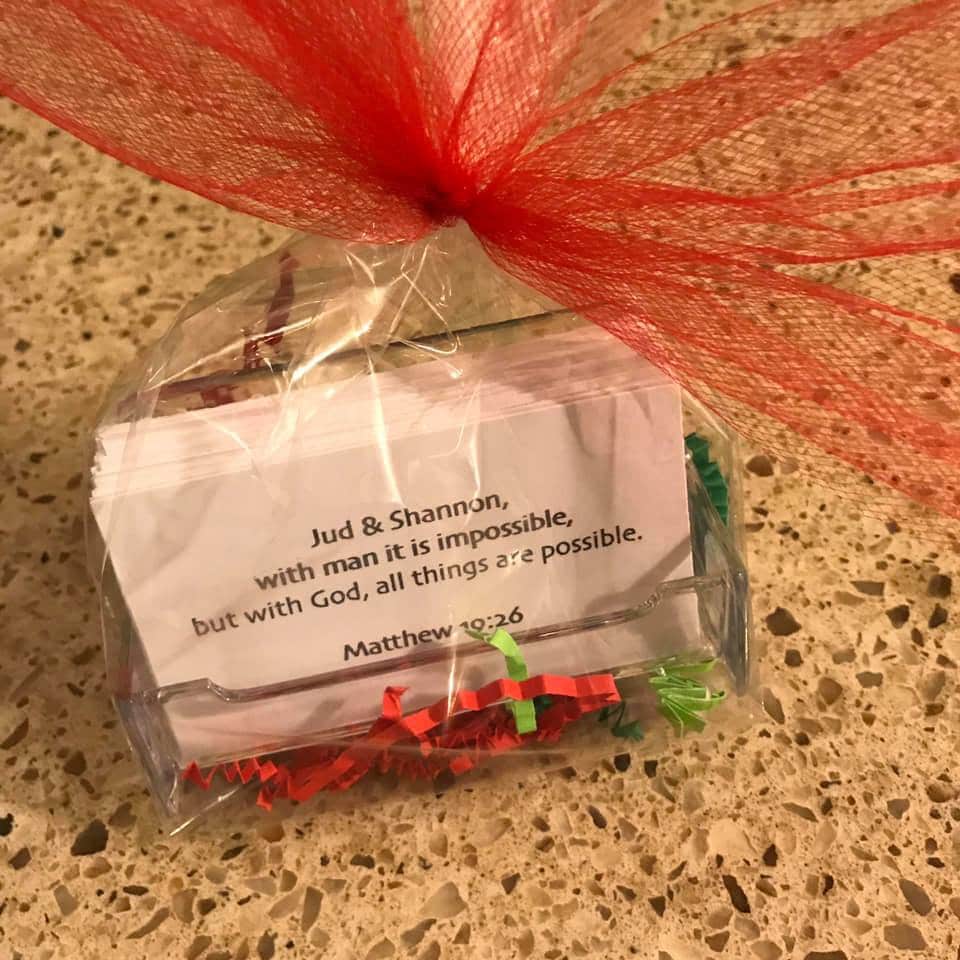 Jud & Shannon,
with man it is impossible,
but with God, all things are possible.
Matthew 19:26